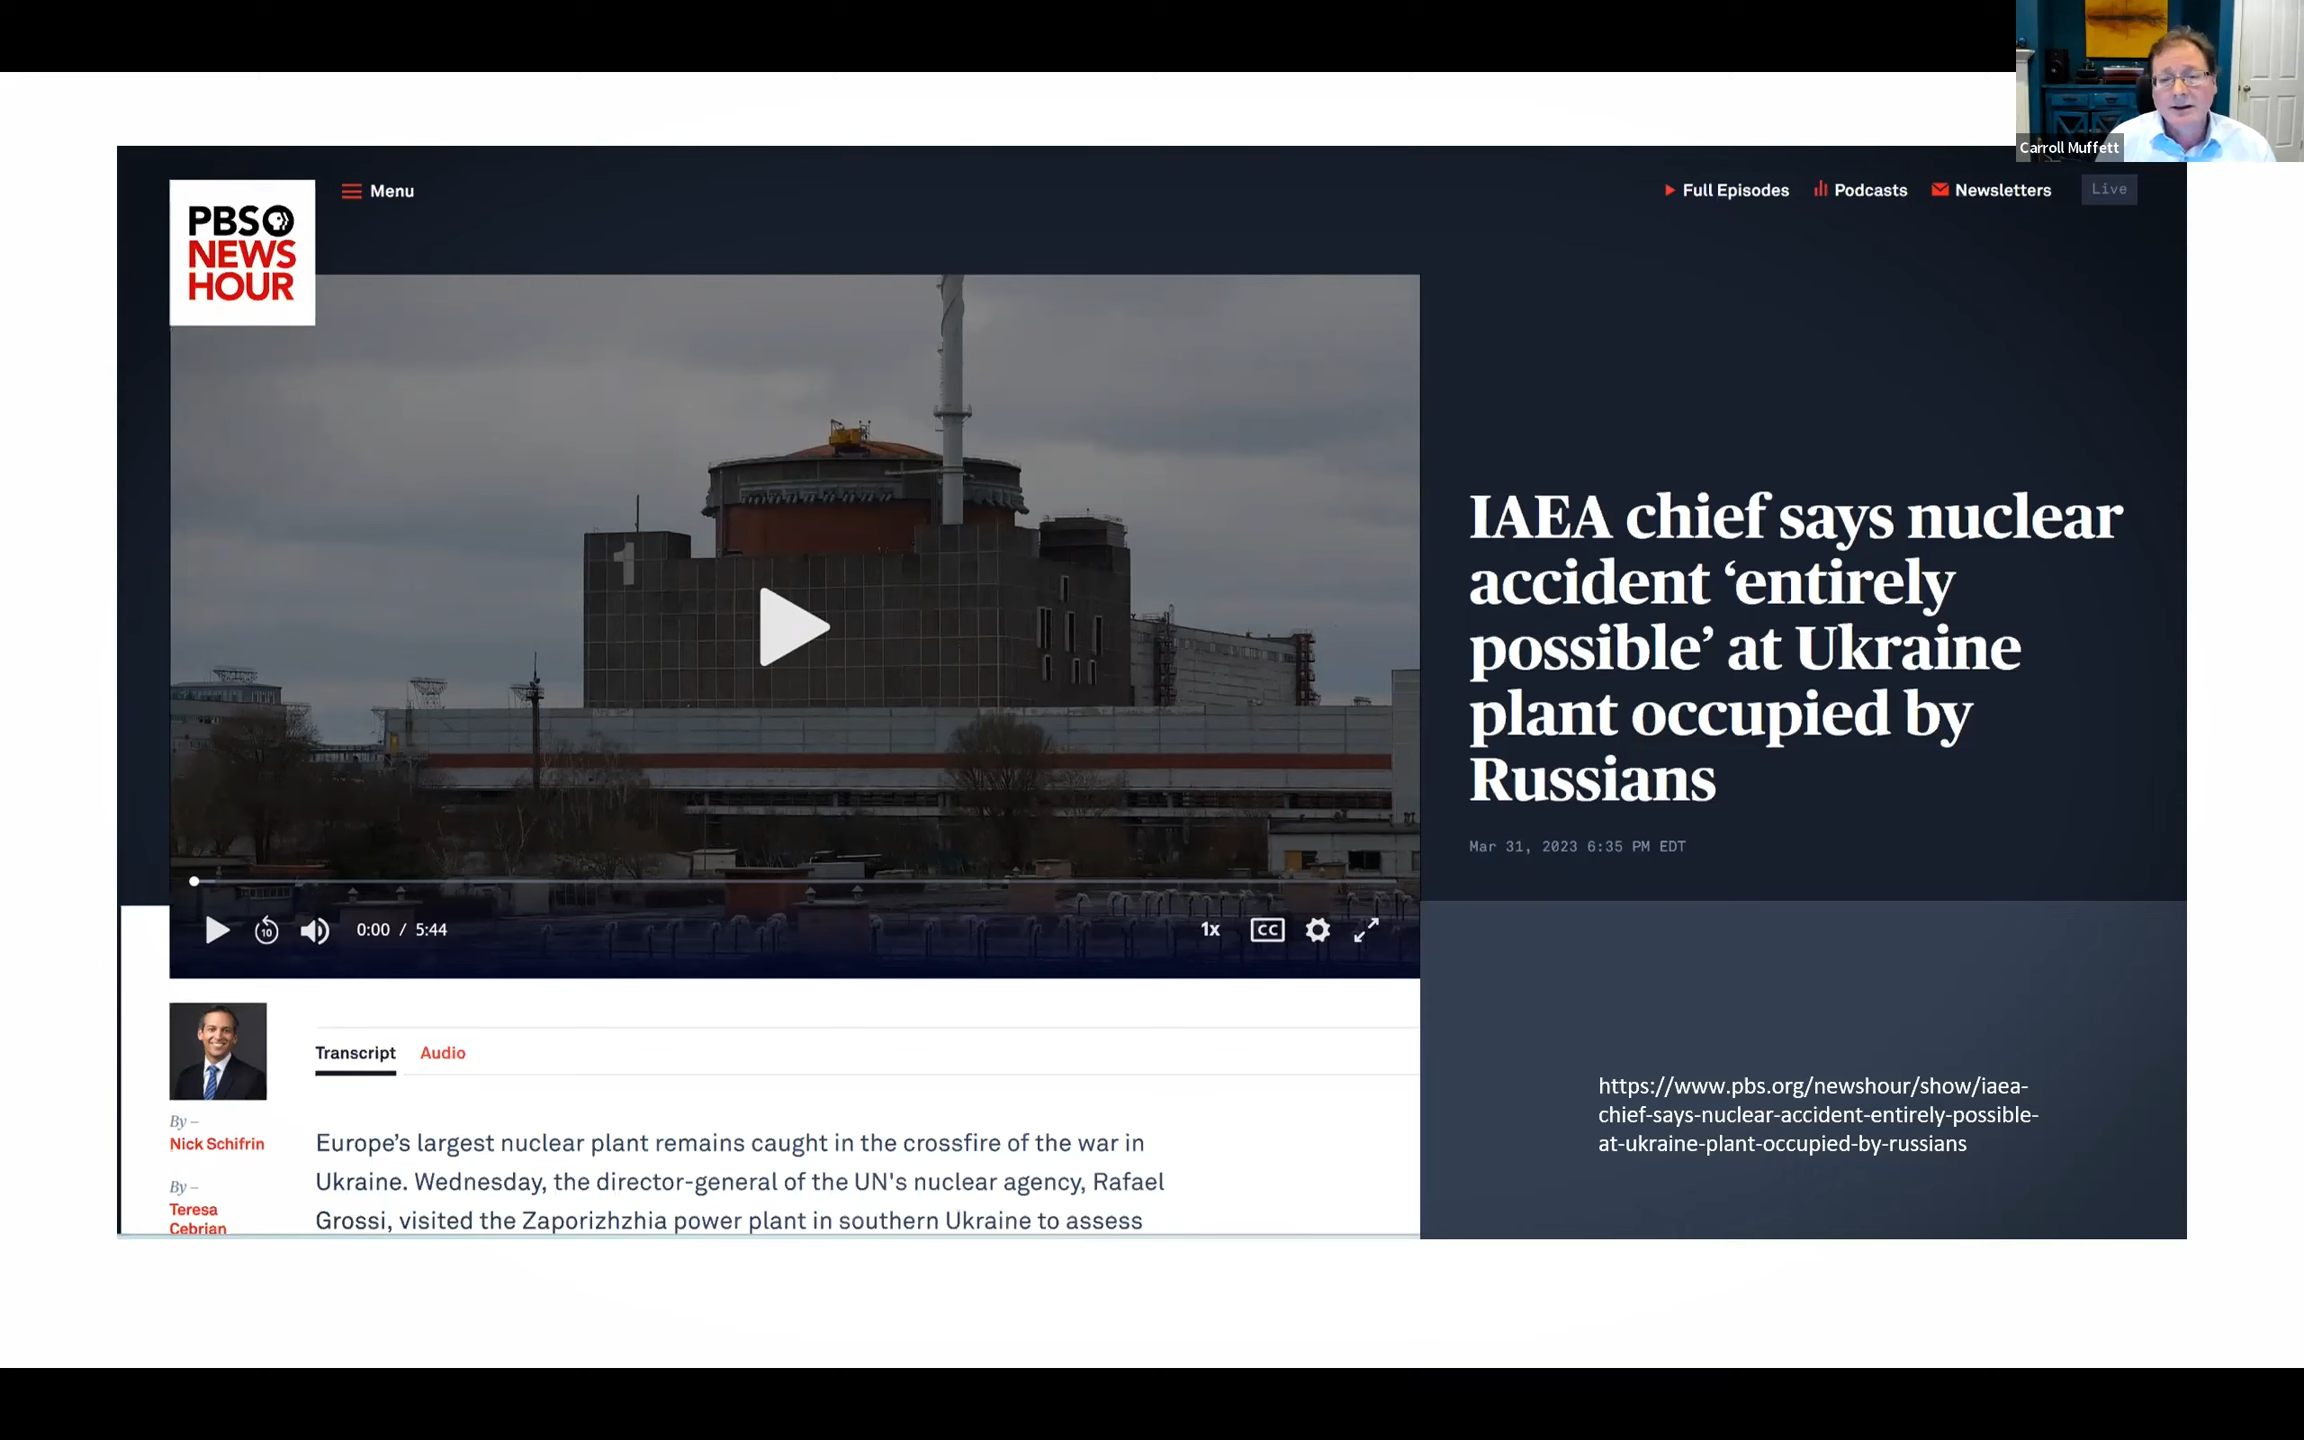 Carroll Muffett
PBS
NEWS
HOUR
Menu
Full Episodes
Podcasts
Newsletters
Live
1
IAEA chief says nuclear
accident ‘entirely
possible’ at Ukraine
plant occupied by
Russians
Mar 31, 2023 6:35 PM EDT
10
0:00 / 5:44
1x
CC
Transcript
Audio
By –
Nick Schifrin
By –
Teresa
Cebrian
Europe’s largest nuclear plant remains caught in the crossfire of the war in
Ukraine. Wednesday, the director-general of the UN's nuclear agency, Rafael
Grossi, visited the Zaporizhzhia power plant in southern Ukraine to assess
https://www.pbs.org/newshour/show/iaea-
chief-says-nuclear-accident-entirely-possible-
at-ukraine-plant-occupied-by-russians